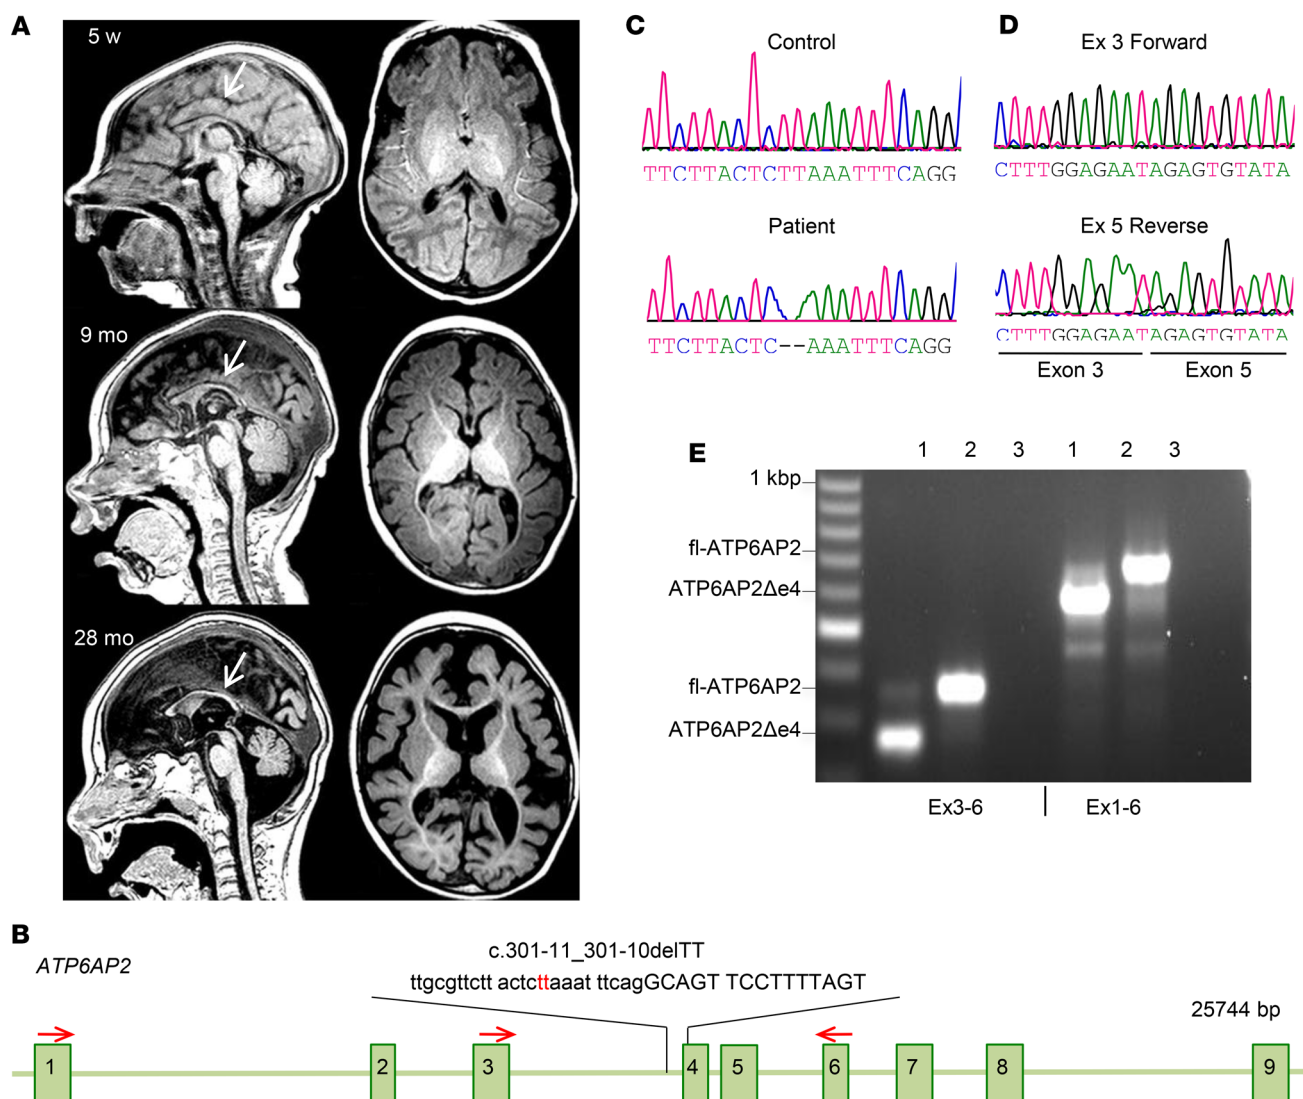 A
5 w
9 mo
28 mo
C
Control
TTCTTACTCTTAAATTTCAGG
Patient
TTCTTACTC--AAATTTCAGG
D
Ex 3 Forward
CTTTGGAGAATAGAGTGTATA
Ex 5 Reverse
CTTTGGAGAATAGAGTGTATA
Exon 3 Exon 5
E
1 2 3 1 2 3
1 kbp
fl-ATP6AP2
ATP6AP2Δe4
fl-ATP6AP2
ATP6AP2Δe4
Ex3-6 Ex1-6
B
ATP6AP2
c.301-11_301-10delTT
ttgcgttctt actcttaaat ttcagGCAGT TCCTTTTAGT
25744 bp
1 2 3 4 5 6 7 8 9